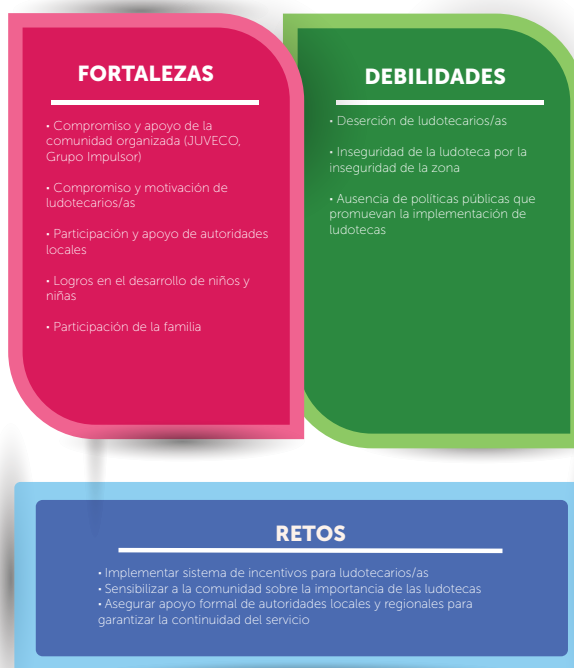 FORTALEZAS
• Compromiso y apoyo de la
comunidad organizada (JUVECO,
Grupo Impulsor)
• Compromiso y motivación de
ludotecarios/as
• Participación y apoyo de autoridades
locales
• Logros en el desarrollo de niños y
niñas
• Participación de la familia
DEBILIDADES
• Deserción de ludotecarios/as
• Inseguridad de la ludoteca por la
inseguridad de la zona
• Ausencia de políticas públicas que
promuevan la implementación de
ludotecas
RETOS
• Implementar sistema de incentivos para ludotecarios/as
• Sensibilizar a la comunidad sobre la importancia de las ludotecas
• Asegurar apoyo formal de autoridades locales y regionales para
garantizar la continuidad del servicio